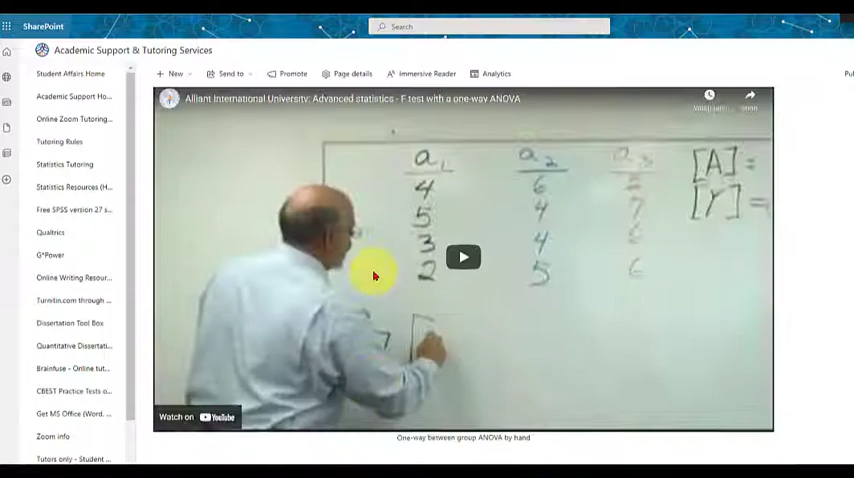 SharePoint
Search
Academic Support & Tutoring Services
Student Affairs Home
Academic Support Ho...
Online Zoom Tutoring...
Tutoring Rules
Statistics Tutoring
Statistics Resources (H...
Free SPSS version 27 s...
Qualtrics
G*Power
Online Writing Resour...
Turnitin.com through ...
Dissertation Tool Box
Quantitative Dissertati...
Brainfuse - Online tut...
CBEST Practice Tests o...
Get MS Office (Word, ...
Zoom info
Tutors only - Student ...
New
Send to
Promote
Page details
Immersive Reader
Analytics
Alliant International University: Advanced statistics - F test with a one-way ANOVA
a1 a2 a3 [A] =
4 6 [Y] =
5 4 7
3 4
2 5 6
Watch on YouTube
One-way between group ANOVA by hand